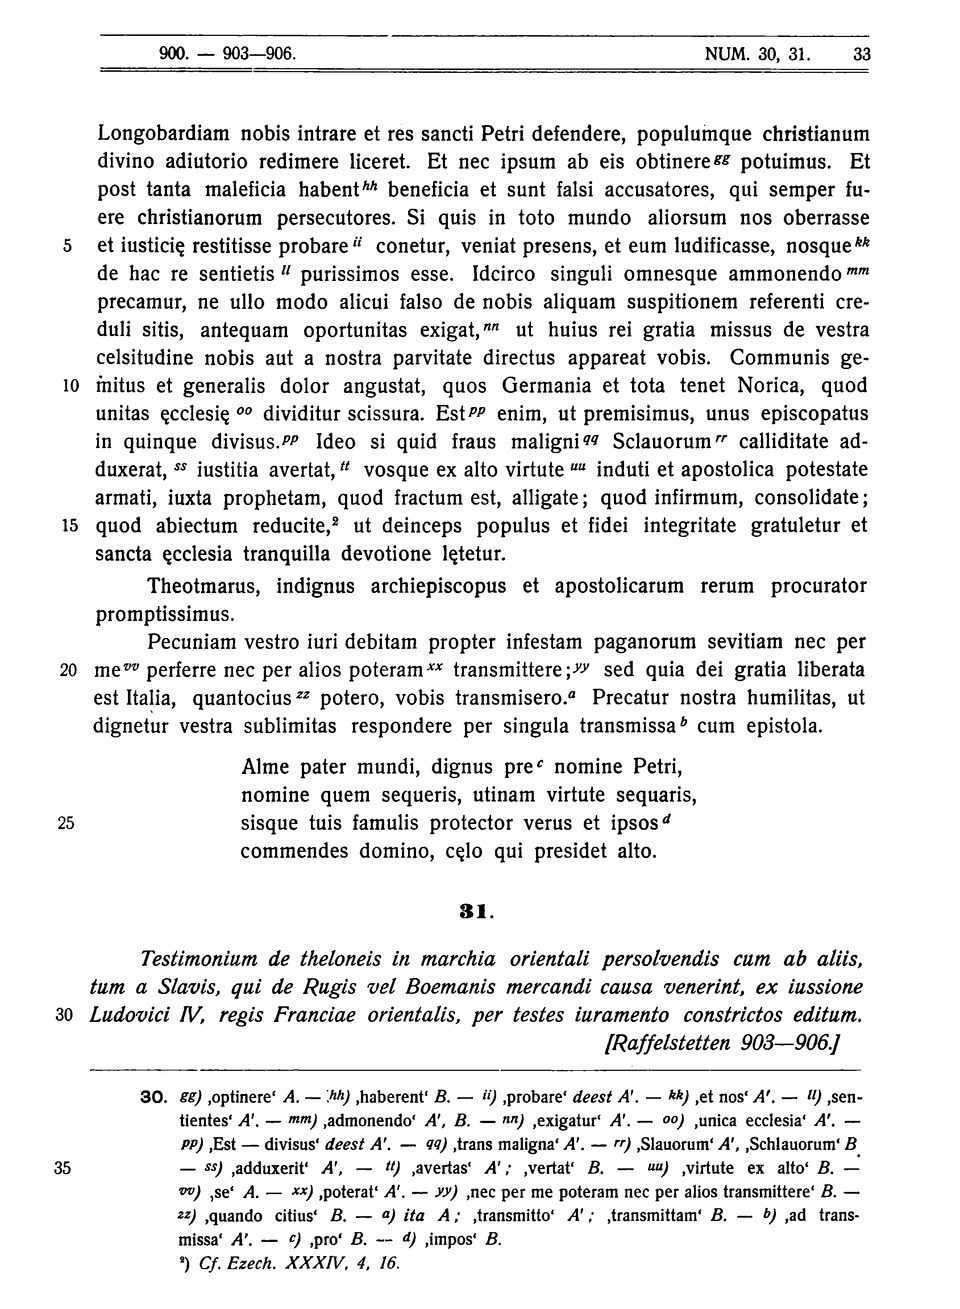 900. — 903—906. NUM. 30, 31. 33
Longobardiam nobis intrare et res sancti Petri defendere, populumque christianum
divino adiutorio redimere liceret. Et nec ipsum ab eis obtinere gg potuimus. Et
post tanta maleficia habent hh beneficia et sunt falsi accusatores, qui semper fu-
ere christianorum persecutores. Si quis in toto mundo aliorsum nos oberrasse
5 et iusticię restitisse probare ii conetur, veniat presens, et eum ludificasse, nosque kk
de hac re sentietis ll purissimos esse. Idcirco singuli omnesque ammonendo mm
precamur, ne ullo modo alicui falso de nobis aliquam suspitionem referenti cre-
duli sitis, antequam oportunitas exigat, nn ut huius rei gratia missus de vestra
celsitudine nobis aut a nostra parvitate directus appareat vobis. Communis ge-
10 mitus et generalis dolor angustat, quos Germania et tota tenet Norica, quod
unitas ęcclesię oo dividitur scissura. Est pp enim, ut premisimus, unus episcopatus
in quinque divisus. pp Ideo si quid fraus maligni qq Sclauorum rr calliditate ad-
duxerat, ss iustitia avertat, tt vosque ex alto virtute uu induti et apostolica potestate
armati, iuxta prophetam, quod fractum est, alligate; quod infirmum, consolidate;
15 quod abiectum reducite,² ut deinceps populus et fidei integritate gratuletur et
sancta ęcclesia tranquilla devotione lętetur.
Theotmarus, indignus archiepiscopus et apostolicarum rerum procurator
promptissimus.
Pecuniam vestro iuri debitam propter infestam paganorum sevitiam nec per
20 me vv perferre nec per alios poteram xx transmittere; yy sed quia dei gratia liberata
est Italia, quantocius zz potero, vobis transmisero. a Precatur nostra humilitas, ut
dignetur vestra sublimitas respondere per singula transmissa b cum epistola.
Alme pater mundi, dignus pre c nomine Petri,
nomine quem sequeris, utinam virtute sequaris,
25 sisque tuis famulis protector verus et ipsos d
commendes domino, cęlo qui presidet alto.
31.
Testimonium de theloneis in marchia orientali persolvendis cum ab aliis,
tum a Slavis, qui de Rugis vel Boemanis mercandi causa venerint, ex iussione
30 Ludovici IV, regis Franciae orientalis, per testes iuramento constrictos editum.
[Raffelstetten 903—906.]
30. gg) ‚optinere‘ A. — hh) ‚haberent‘ B. — ii) ‚probare‘ deest A′. — kk) ‚et nos‘ A′. — ll) ‚sen-
tientes‘ A′. — mm) ‚admonendo‘ A′, B. — nn) ‚exigatur‘ A′. — oo) ‚unica ecclesia‘ A′. —
pp) ‚Est — divisus‘ deest A′. — qq) ‚trans maligna‘ A′. — rr) ‚Slauorum‘ A′, ‚Schlauorum‘ B.
35 — ss) ‚adduxerit‘ A′, — tt) ‚avertas‘ A′; ‚vertat‘ B. — uu) ‚virtute ex alto‘ B. —
vv) ‚se‘ A. — xx) ‚poterat‘ A′. — yy) ‚nec per me poteram nec per alios transmittere‘ B. —
zz) ‚quando citius‘ B. — a) ita A; ‚transmitto‘ A′; ‚transmittam‘ B. — b) ‚ad trans-
missa‘ A′. — c) ‚pro‘ B. — d) ‚impos‘ B.
²) Cf. Ezech. XXXIV, 4, 16.